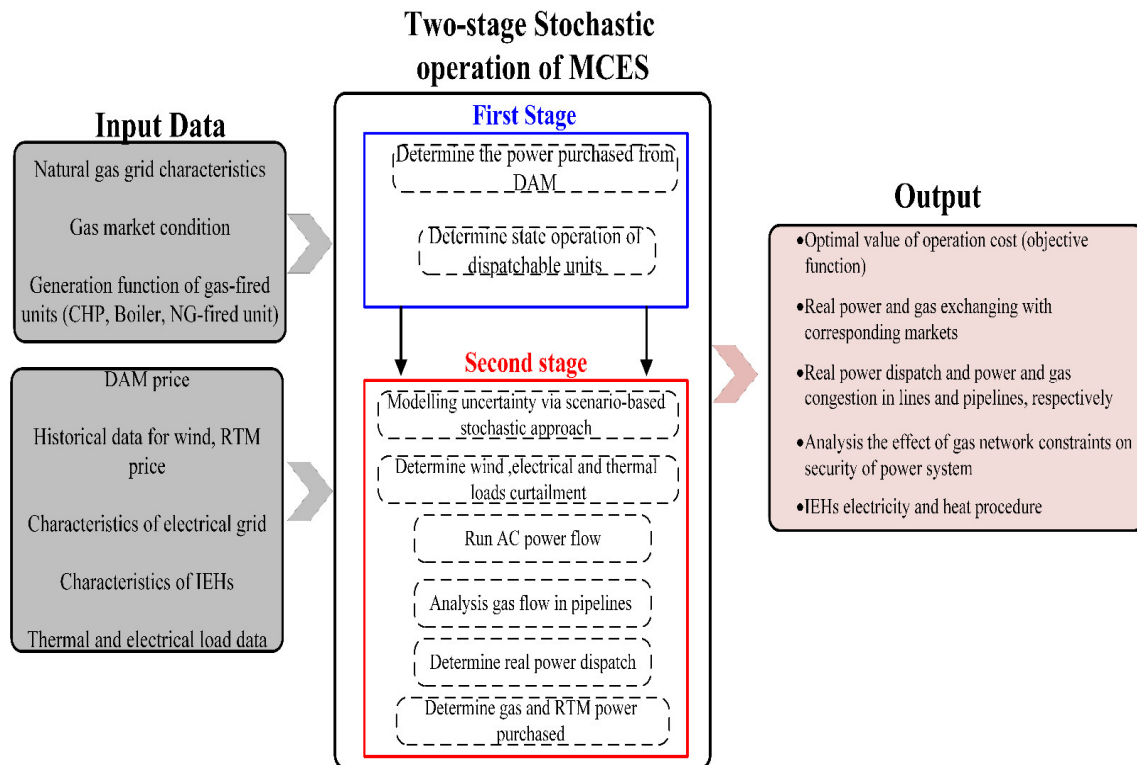 Two-stage Stochastic
operation of MCES
Input Data
Natural gas grid characteristics
Gas market condition
Generation function of gas-fired
units (CHP, Boiler, NG-fired unit)
DAM price
Historical data for wind, RTM
price
Characteristics of electrical grid
Characteristics of IEHs
Thermal and electrical load data
First Stage
Determine the power purchased from
DAM
Determine state operation of
dispatchable units
Second stage
Modelling uncertainty via scenario-based
stochastic approach
Determine wind ,electrical and thermal
loads curtailment
Run AC power flow
Analysis gas flow in pipelines
Determine real power dispatch
Determine gas and RTM power
purchased
Output
•Optimal value of operation cost (objective
function)
•Real power and gas exchanging with
corresponding markets
•Real power dispatch and power and gas
congestion in lines and pipelines, respectively
•Analysis the effect of gas network constraints on
security of power system
•IEHs electricity and heat procedure